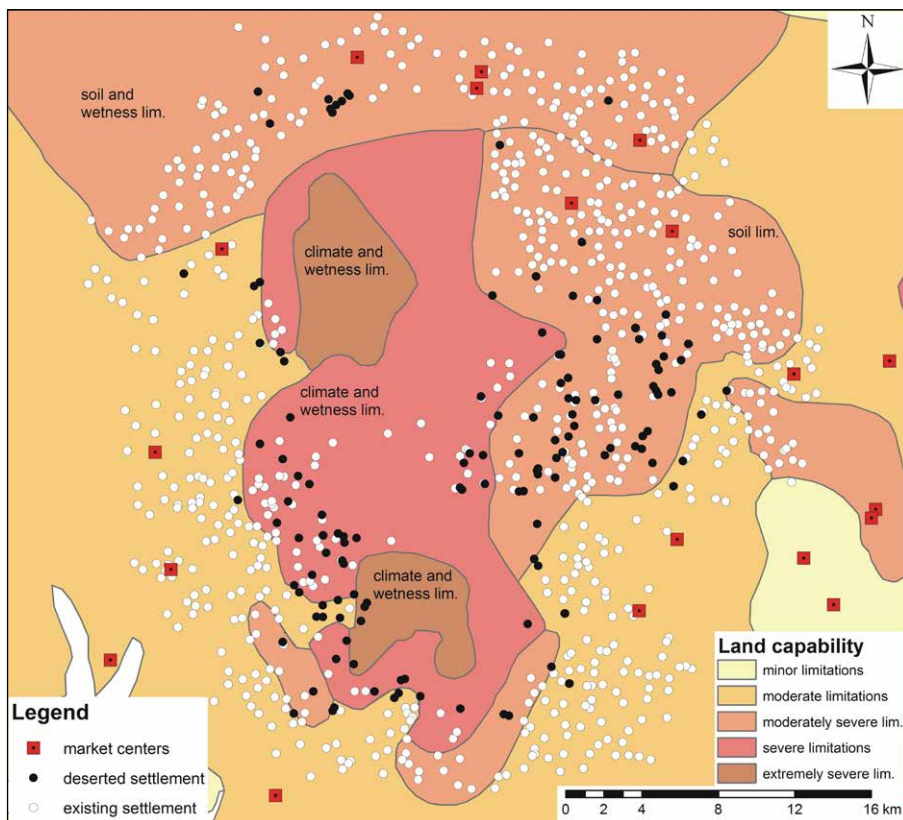 N
soil and
wetness lim.
soil lim.
climate and
wetness lim.
climate and
wetness lim.
climate and
wetness lim.
Legend
market centers
deserted settlement
existing settlement
Land capability
minor limitations
moderate limitations
moderately severe lim.
severe limitations
extremely severe lim.
0 2 4 8 12 16 km